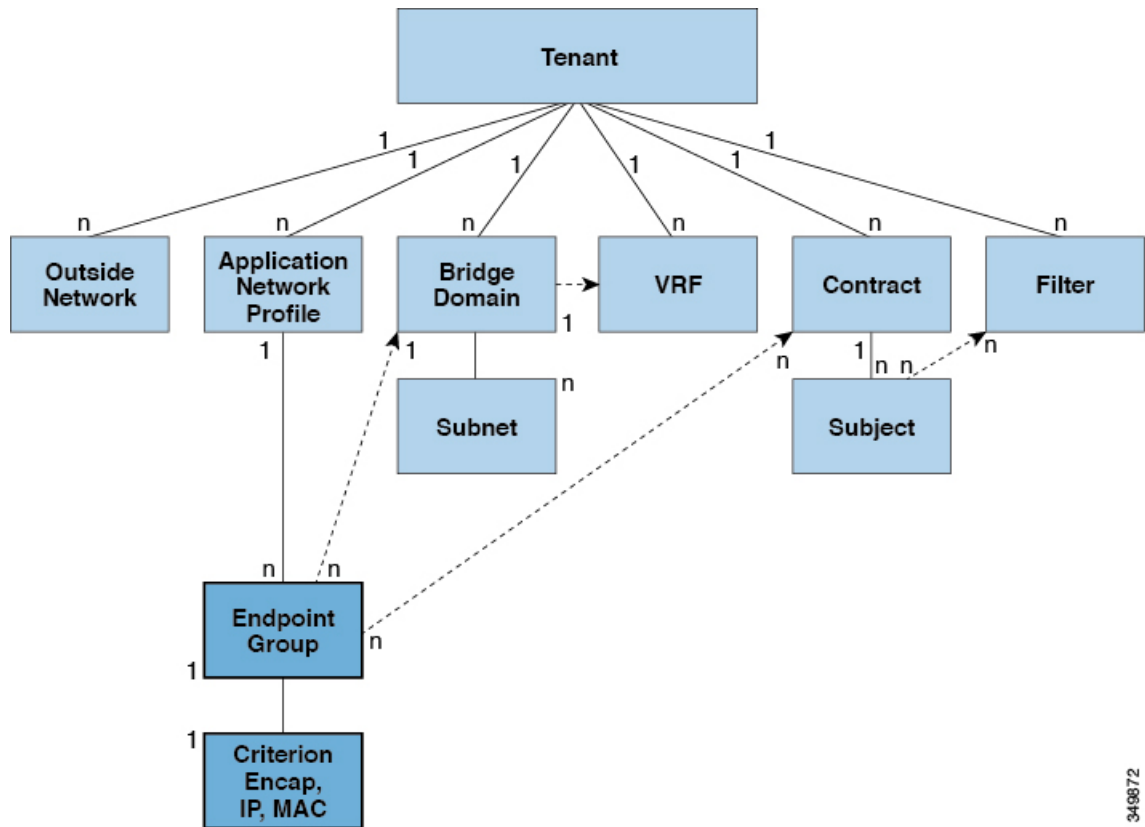 Tenant
1
1
1
1
1
1
n
n
n
n
n
n
Outside
Network
Application
Network
Profile
Bridge
Domain
VRF
Contract
Filter
1
1
1
n
1
n
n
n
n
Subnet
Subject
n
n
Endpoint
Group
n
1
1
Criterion
Encap,
IP, MAC
349872